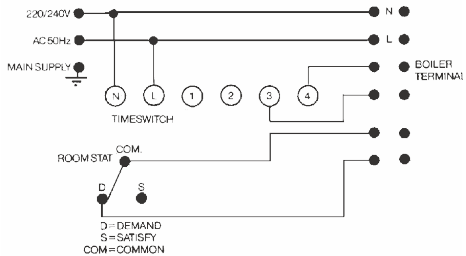 220/240V N
AC 50Hz L
MAIN SUPPLY BOILER
TERMINAL
N L 1 2 3 4
TIMESWITCH
COM.
ROOM STAT
D S
D=DEMAND
S=SATISFY
COM=COMMON